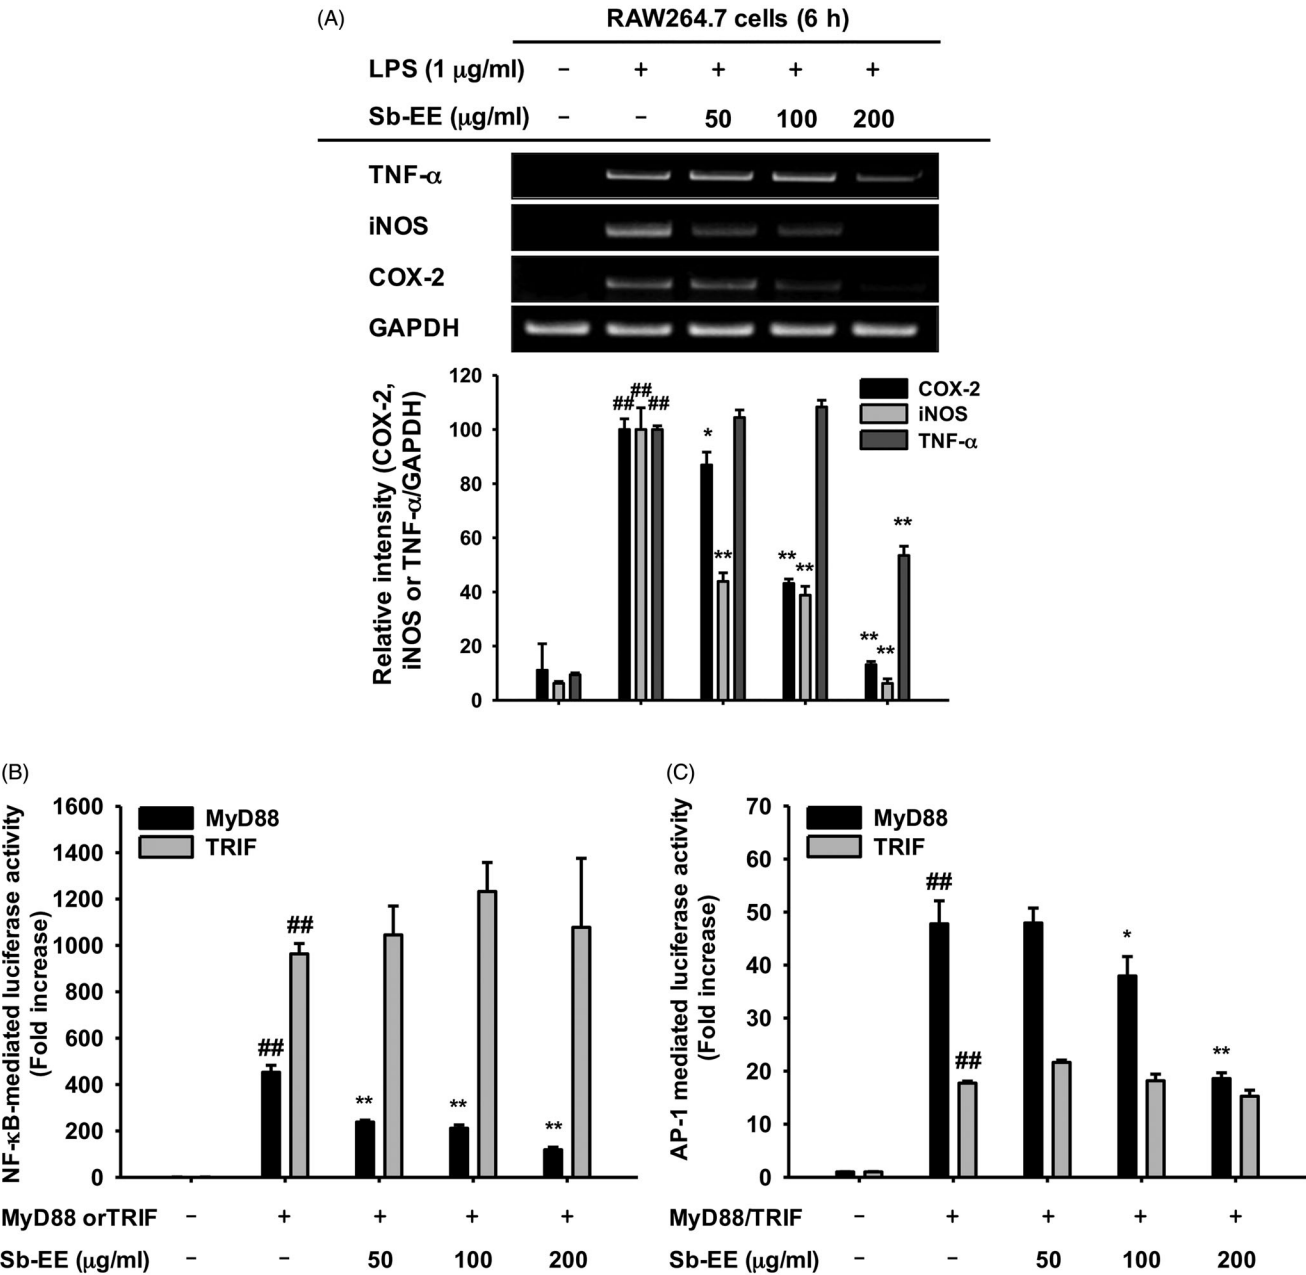 (A)
RAW264.7 cells (6 h)
LPS (1 μg/ml) − + + + +
Sb-EE (μg/ml) − − 50 100 200
TNF-α
iNOS
COX-2
GAPDH
Relative intensity (COX-2,
iNOS or TNF-α/GAPDH)
120
100
80
60
40
20
0
COX-2
iNOS
TNF-α
## ## ##
* **
** **
** ** **
(B)
NF-κB-mediated luciferase activity
(Fold increase)
1600
1400
1200
1000
800
600
400
200
0
MyD88
TRIF
## ##
** ** **
MyD88 orTRIF − + + + +
Sb-EE (μg/ml) − − 50 100 200
(C)
AP-1 mediated luciferase activity
(Fold increase)
70
60
50
40
30
20
10
0
MyD88
TRIF
## ##
* **
MyD88/TRIF − + + + +
Sb-EE (μg/ml) − − 50 100 200